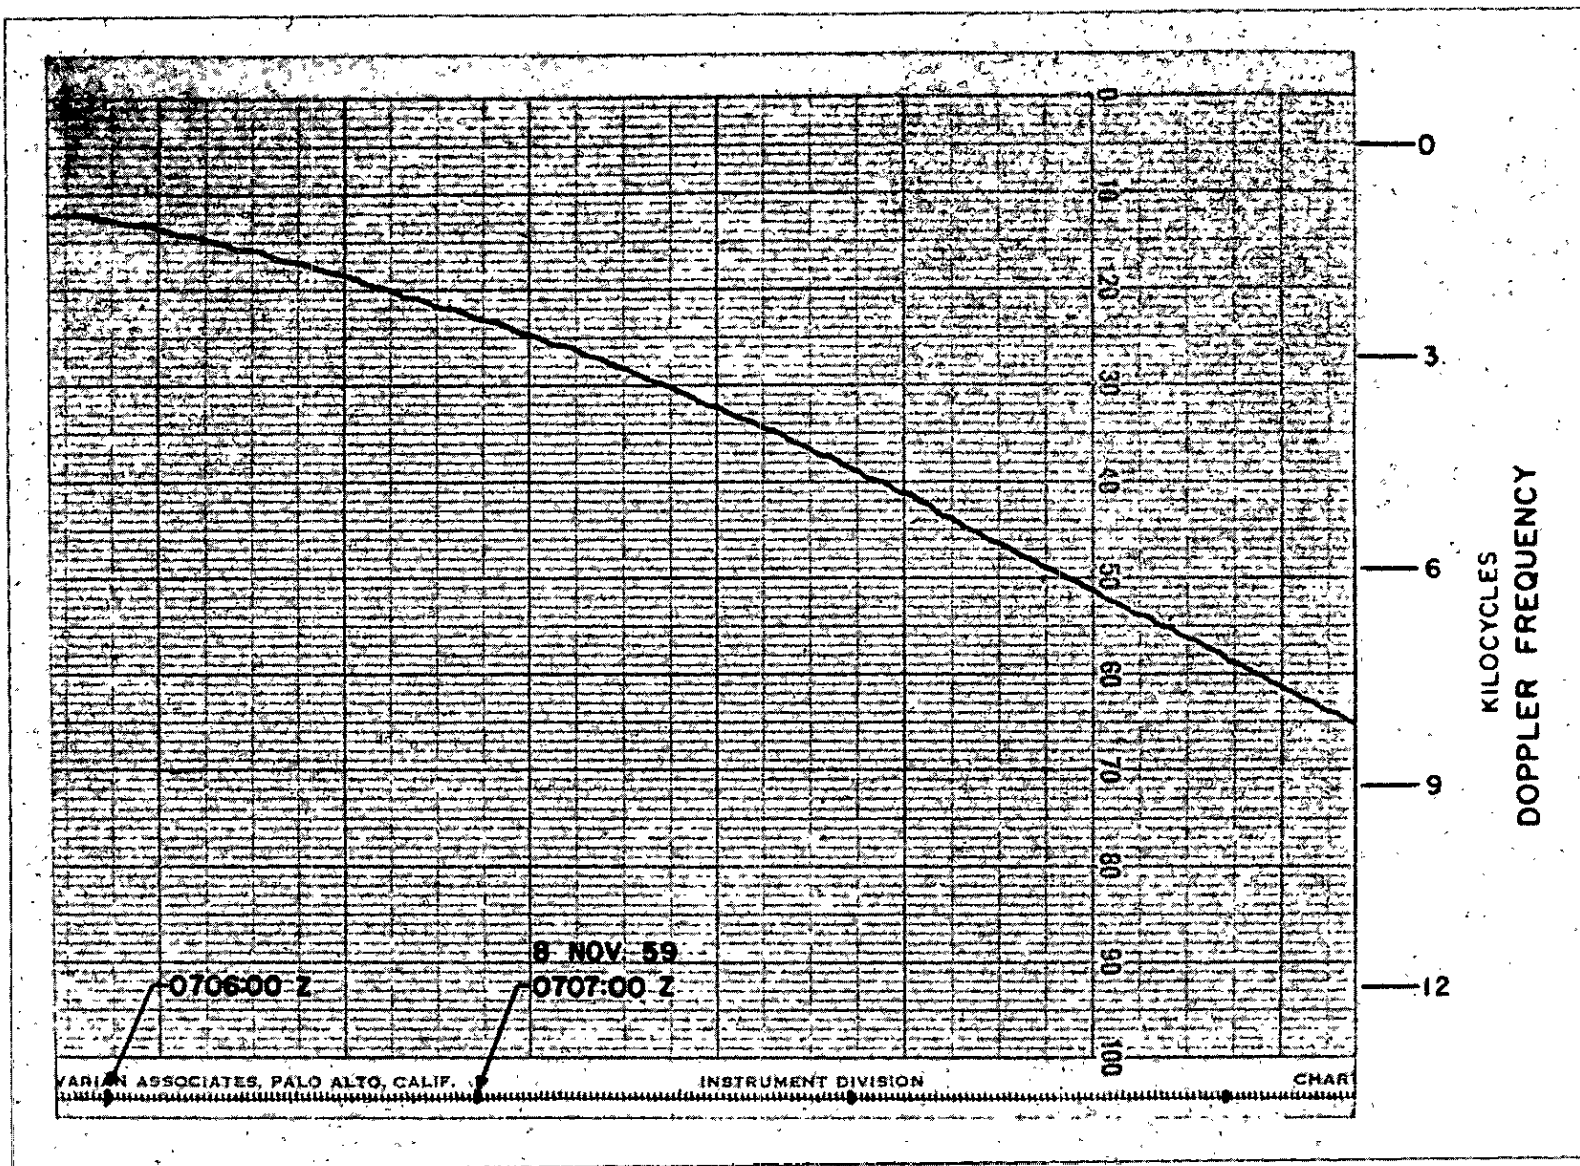 0
10
20
30
40
50
60
70
80
90
100
0
3
6
9
12
KILOCYCLES
DOPPLER FREQUENCY
8 NOV 59
0706:00 Z
0707:00 Z
VARIAN ASSOCIATES, PALO ALTO, CALIF.
INSTRUMENT DIVISION
CHAR